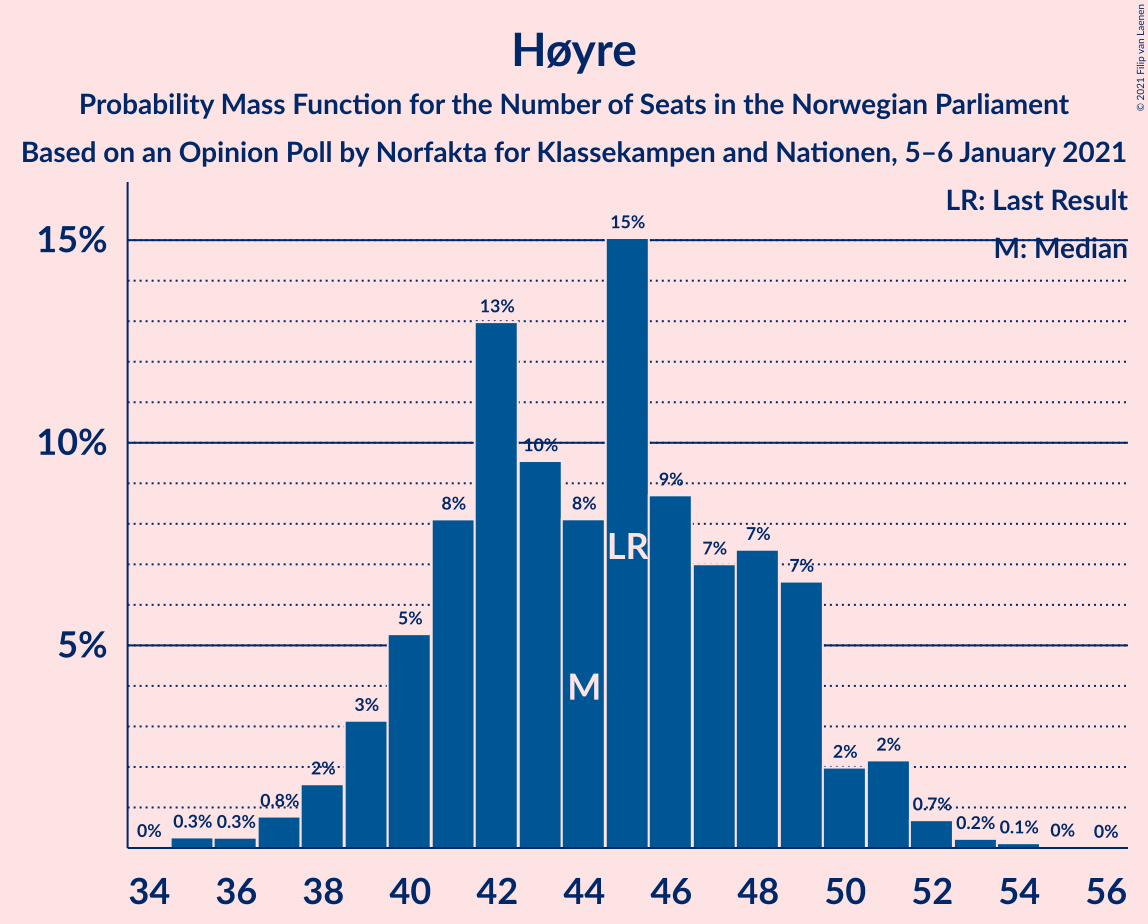 © 2021 Filip van Laenen
Høyre
Probability Mass Function for the Number of Seats in the Norwegian Parliament
Based on an Opinion Poll by Norfakta for Klassekampen and Nationen, 5–6 January 2021
LR: Last Result
M: Median
15%
10%
5%
0%
0.3%
0.3%
0.8%
2%
3%
5%
8%
13%
10%
8%
15%
9%
7%
7%
7%
2%
2%
0.7%
0.2%
0.1%
0%
0%
LR
M
34 36 38 40 42 44 46 48 50 52 54 56